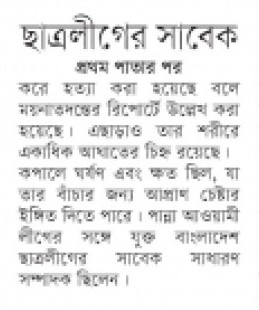 ছাত্রলীগের সাবেক
প্রথম পাতার পর
করে হত্যা করা হয়েছে বলে
ময়নাতদন্তের রিপোর্টে উল্লেখ করা
হয়েছে। এছাড়াও তার শরীরে
একাধিক আঘাতের চিহ্ন রয়েছে।
কপালে ঘর্ষণ এবং ক্ষত ছিল, যা
তার বাঁচার জন্য আপ্রাণ চেষ্টার
ইঙ্গিত দিতে পারে। পান্না আওয়ামী
লীগের সঙ্গে যুক্ত বাংলাদেশ
ছাত্রলীগের সাবেক সাধারণ
সম্পাদক ছিলেন।